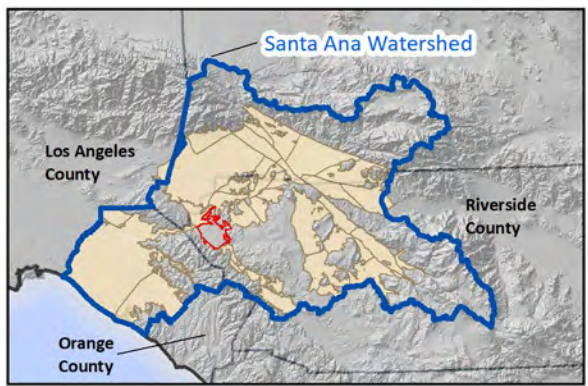 Santa Ana Watershed
Los Angeles
County
Riverside
County
Orange
County